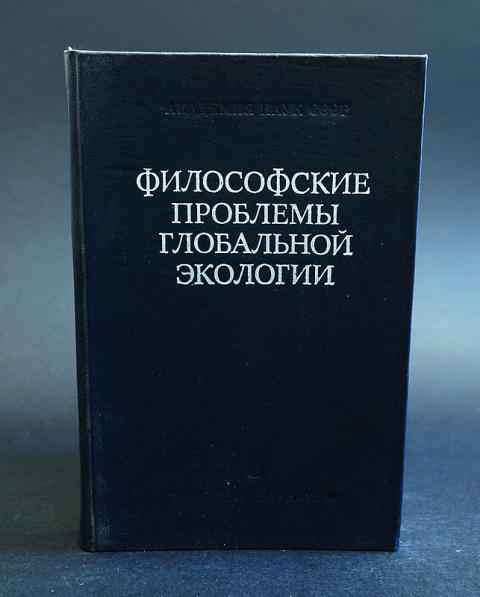 АКАДЕМИЯ НАУК СССР
ФИЛОСОФСКИЕ
ПРОБЛЕМЫ
ГЛОБАЛЬНОЙ
ЭКОЛОГИИ